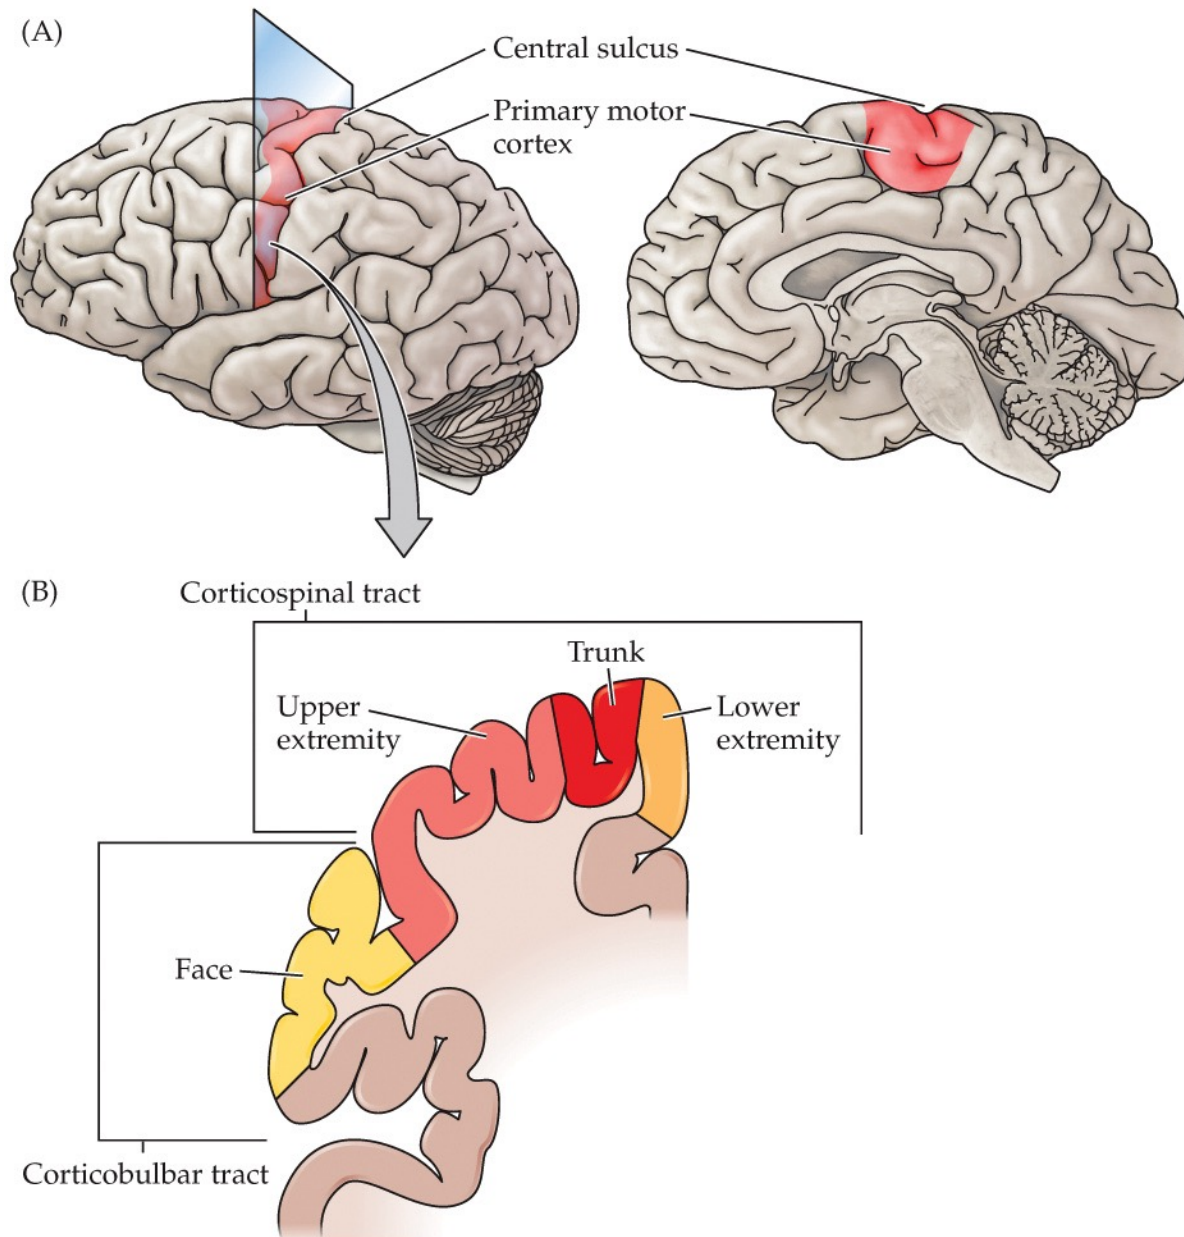 (A)
Central sulcus
Primary motor
cortex
(B)
Corticospinal tract
Trunk
Upper
extremity
Lower
extremity
Face
Corticobulbar tract